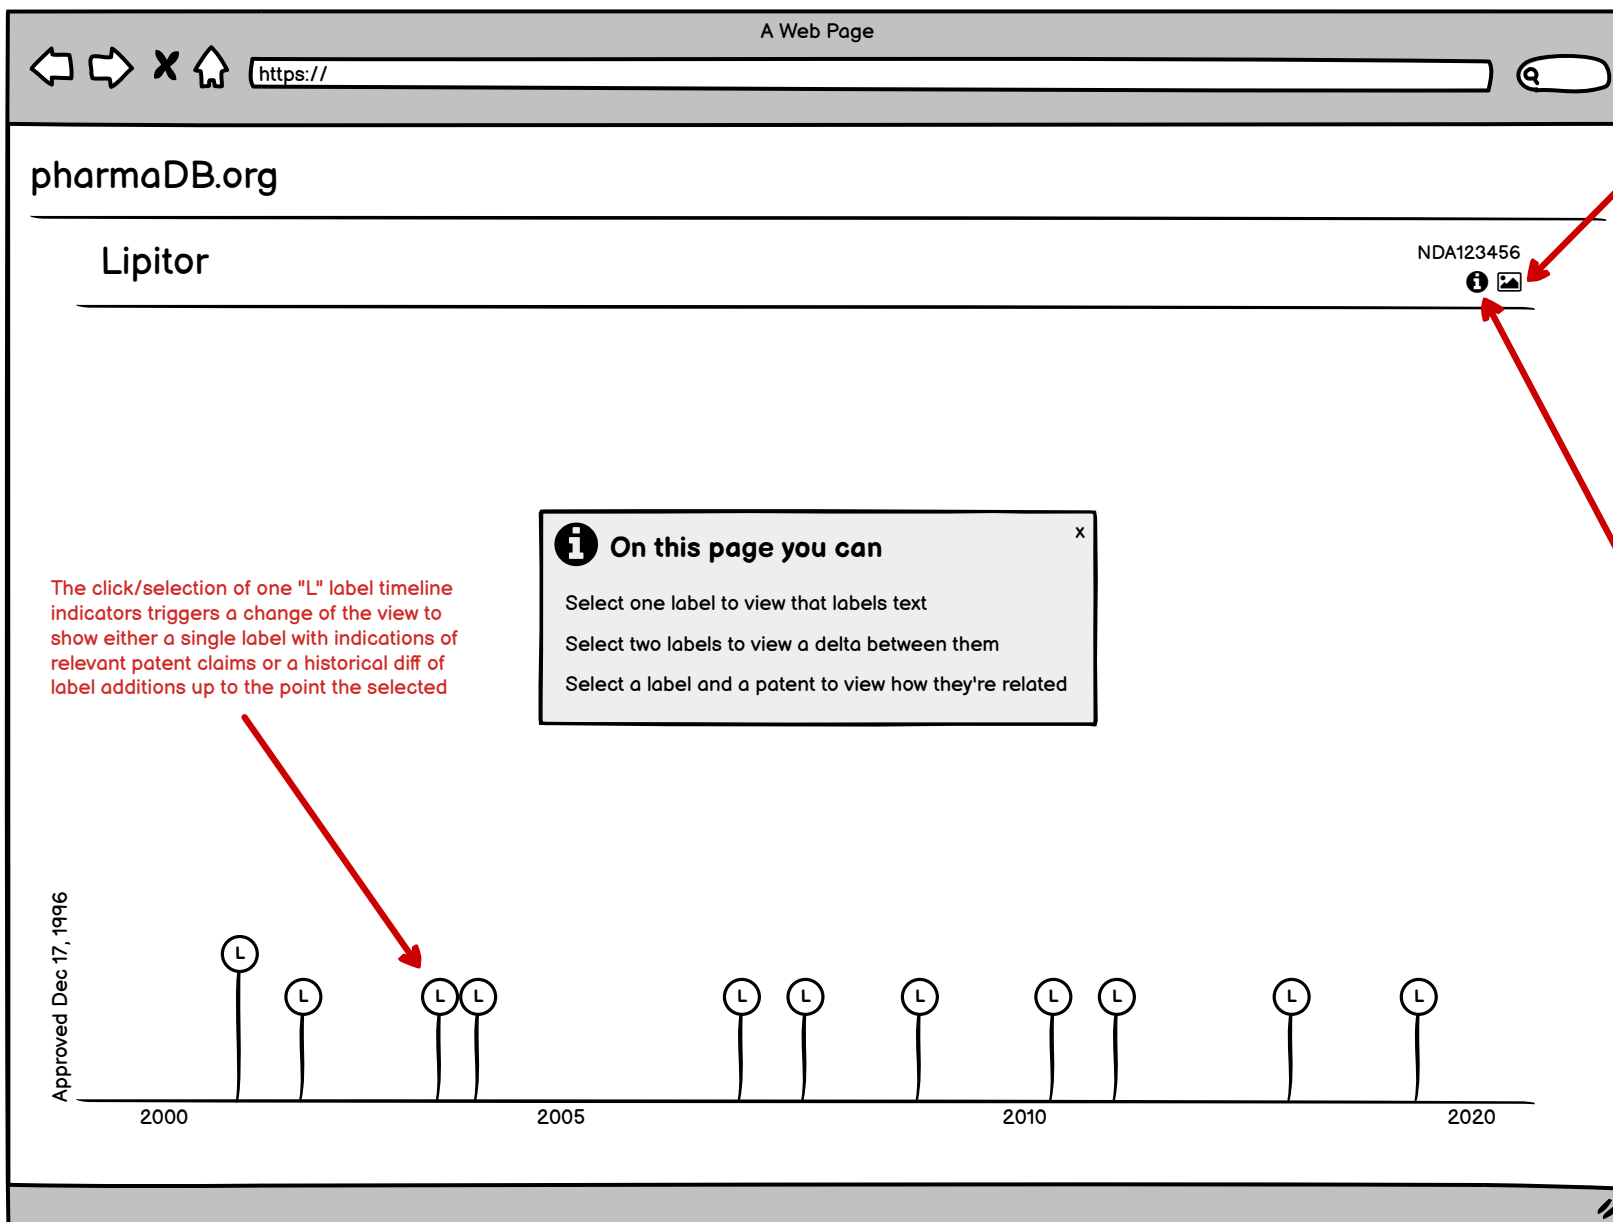 A Web Page
https://
pharmaDB.org
Lipitor
NDA123456
On this page you can
x
Select one label to view that labels text
Select two labels to view a delta between them
Select a label and a patent to view how they're related
The click/selection of one "L" label timeline
indicators triggers a change of the view to
show either a single label with indications of
relevant patent claims or a historical diff of
label additions up to the point the selected
Approved Dec 17, 1996
L
L
L
L
L
L
L
L
L
L
L
2000
2005
2010
2020